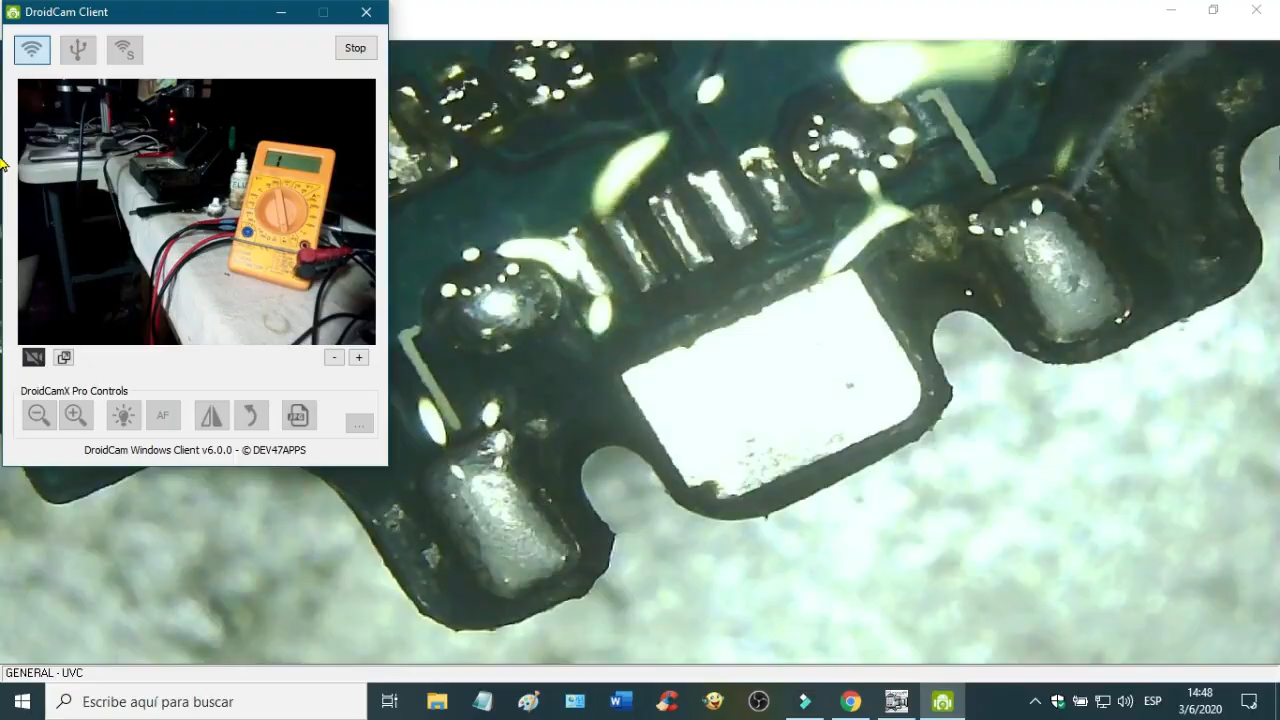 DroidCam Client
S
Stop
-
+
DroidCamX Pro Controls
AF
JPG
...
DroidCam Windows Client v6.0.0 - © DEV47APPS
GENERAL - UVC
Escribe aquí para buscar
W
ESP
14:48
3/6/2020